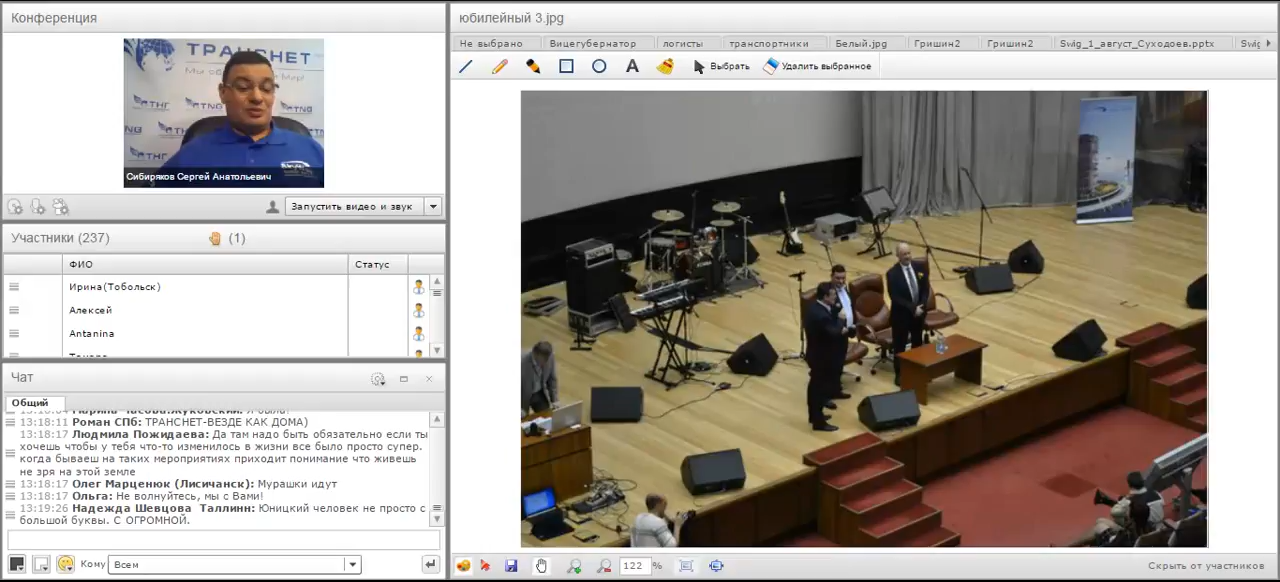 Конференция
ТРАНСНЕТ
TNG
Сибиряков Сергей Анатольевич
Запустить видео и звук
Участники (237)
(1)
ФИО
Статус
Ирина(Тобольск)
Алексей
Antanina
Чат
Общий
13:18:11 Роман СПб: ТРАНСНЕТ-ВЕЗДЕ КАК ДОМА)
13:18:17 Людмила Пожидаева: Да там надо быть обязательно если ты
хочешь чтобы у тебя что-то изменилось в жизни все было просто супер.
когда бываеш на таких мероприятиях приходит понимание что живешь
не зря на этой земле
13:18:17 Олег Марценюк (Лисичанск): Мурашки идут
13:18:17 Ольга: Не волнуйтесь, мы с Вами!
13:19:26 Надежда Шевцова Таллинн: Юницкий человек не просто с
большой буквы. С ОГРОМНОЙ.
Кому
Всем
юбилейный 3.jpg
Не выбрано
Вицегубернатор
логисты
транспортники
Белый.jpg
Гришин2
Гришин2
Swig_1_август_Суходоев.pptx
Swig
A
Выбрать
Удалить выбранное
122 %
Скрыт от участников